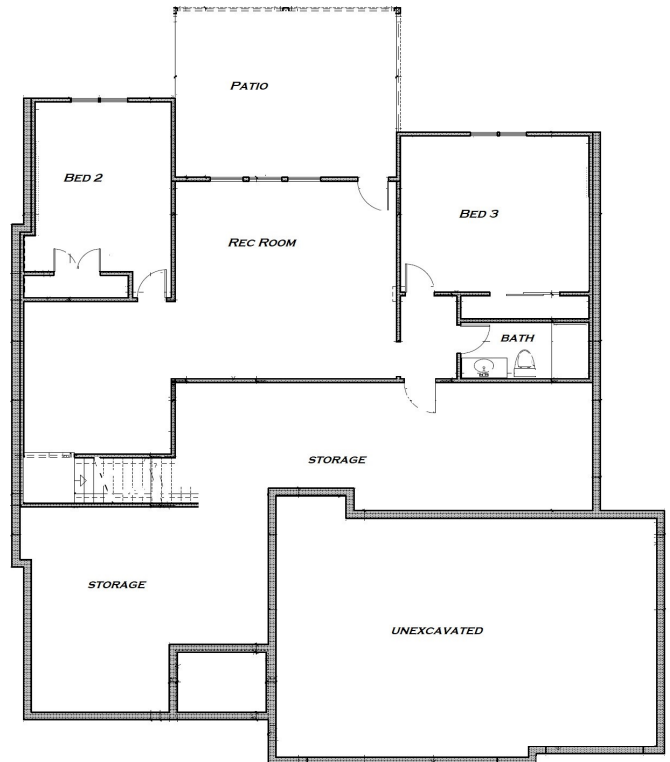 PATIO
BED 2
BED 3
REC ROOM
BATH
STORAGE
STORAGE
UNEXCAVATED